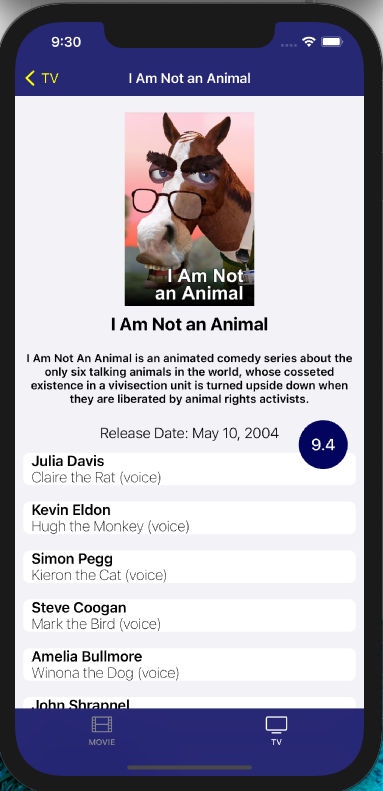 9:30
TV
I Am Not an Animal
I Am Not
an Animal
I Am Not an Animal
I Am Not An Animal is an animated comedy series about the
only six talking animals in the world, whose cosseted
existence in a vivisection unit is turned upside down when
they are liberated by animal rights activists.
Release Date: May 10, 2004
9.4
Julia Davis
Claire the Rat (voice)
Kevin Eldon
Hugh the Monkey (voice)
Simon Pegg
Kieron the Cat (voice)
Steve Coogan
Mark the Bird (voice)
Amelia Bullmore
Winona the Dog (voice)
John Shrapnel
MOVIE
TV